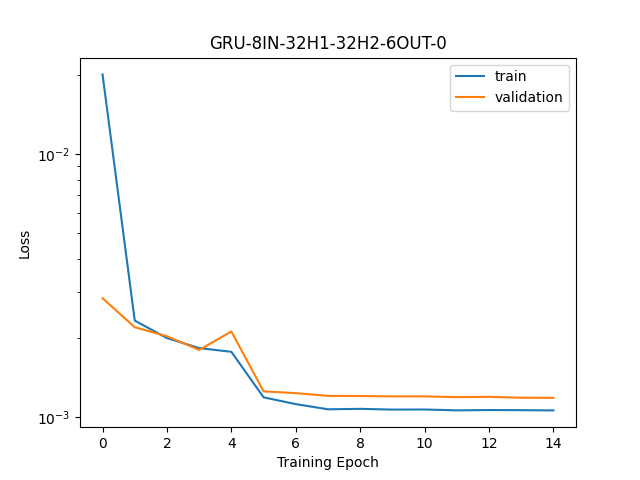 GRU-8IN-32H1-32H2-6OUT-0
train
validation
10⁻²
10⁻³
Loss
0 2 4 6 8 10 12 14
Training Epoch